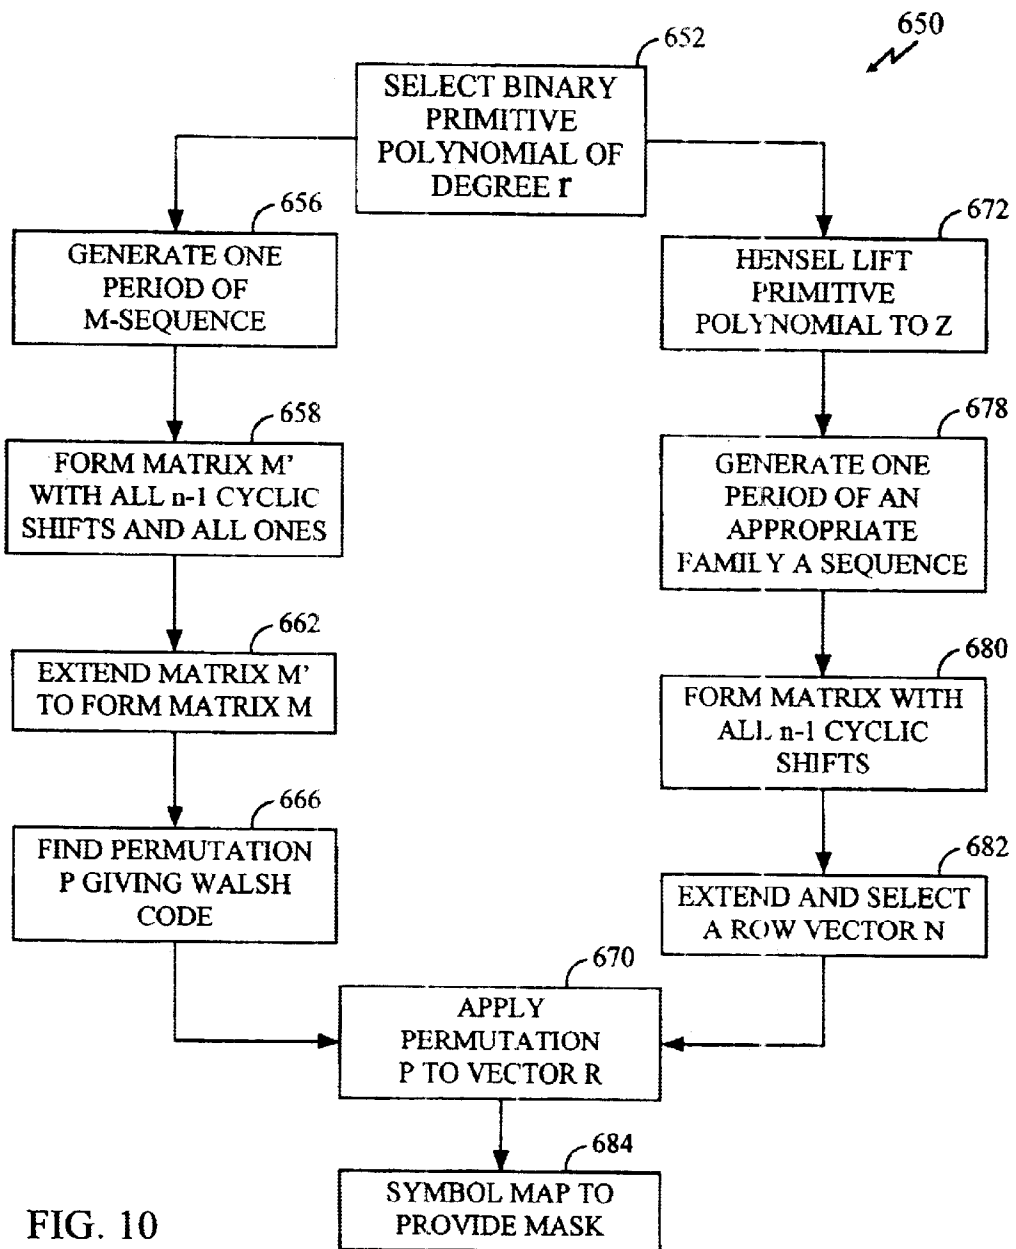 650
652
SELECT BINARY
PRIMITIVE
POLYNOMIAL OF
DEGREE r
656
GENERATE ONE
PERIOD OF
M-SEQUENCE
672
HENSEL LIFT
PRIMITIVE
POLYNOMIAL TO Z
658
FORM MATRIX M'
WITH ALL n-1 CYCLIC
SHIFTS AND ALL ONES
678
GENERATE ONE
PERIOD OF AN
APPROPRIATE
FAMILY A SEQUENCE
662
EXTEND MATRIX M'
TO FORM MATRIX M
680
FORM MATRIX WITH
ALL n-1 CYCLIC
SHIFTS
666
FIND PERMUTATION
P GIVING WALSH
CODE
682
EXTEND AND SELECT
A ROW VECTOR N
670
APPLY
PERMUTATION
P TO VECTOR R
684
SYMBOL MAP TO
PROVIDE MASK
FIG. 10